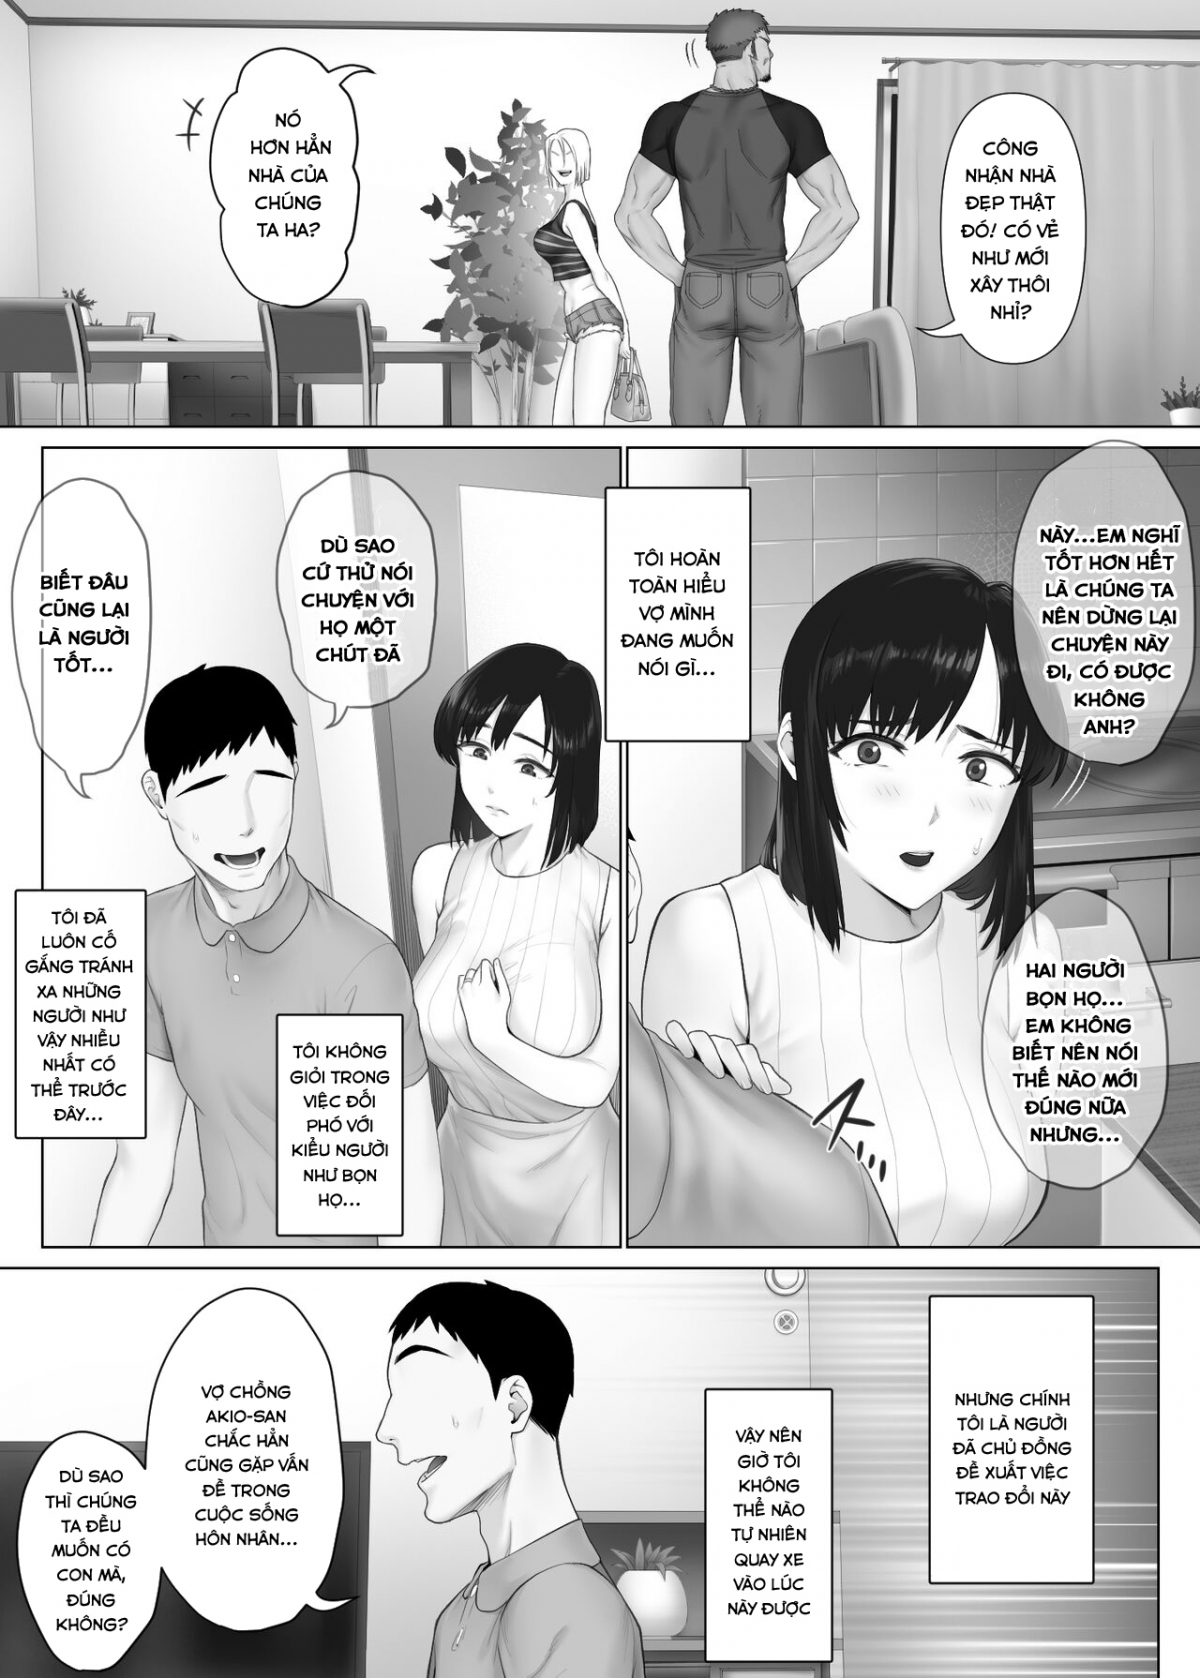 CÔNG
NHẬN NHÀ
ĐẸP THẬT
ĐÓ! CÓ VẺ
NHƯ MỚI
XÂY THÔI
NHỈ?
NÓ
HƠN HẲN
NHÀ CỦA
CHÚNG
TA HA?
NÀY...EM NGHĨ
TỐT HƠN HẾT
LÀ CHÚNG TA
NÊN DỪNG LẠI
CHUYỆN NÀY
ĐI, CÓ ĐƯỢC
KHÔNG
ANH?
HAI NGƯỜI
BỌN HỌ...
EM KHÔNG
BIẾT NÊN NÓI
THẾ NÀO MỚI
ĐÚNG NỮA
NHƯNG...
TÔI HOÀN
TOÀN HIỂU
VỢ MÌNH
ĐANG MUỐN
NÓI GÌ...
DÙ SAO
CỨ THỬ NÓI
CHUYỆN VỚI
HỌ MỘT
CHÚT ĐÃ
BIẾT ĐÂU
CŨNG LẠI
LÀ NGƯỜI
TỐT...
TÔI KHÔNG
GIỎI TRONG
VIỆC ĐỐI
PHÓ VỚI
KIỂU NGƯỜI
NHƯ BỌN
HỌ...
TÔI ĐÃ
LUÔN CỐ
GẮNG TRÁNH
XA NHỮNG
NGƯỜI NHƯ
VẬY NHIỀU
NHẤT CÓ
THỂ TRƯỚC
ĐÂY...
NHƯNG CHÍNH
TÔI LÀ NGƯỜI
ĐÃ CHỦ ĐỒNG
ĐỀ XUẤT VIỆC
TRAO ĐỔI NÀY
VẬY NÊN
GIỜ TÔI
KHÔNG
THỂ NÀO
TỰ NHIÊN
QUAY XE
VÀO LÚC
NÀY ĐƯỢC
VỢ CHỒNG
AKIO-SAN
CHẮC HẲN
CŨNG GẶP VẤN
ĐỀ TRONG
CUỘC SỐNG
HÔN NHÂN...
DÙ SAO
THÌ CHÚNG
TA ĐỀU
MUỐN CÓ
CON MÀ,
ĐÚNG
KHÔNG?